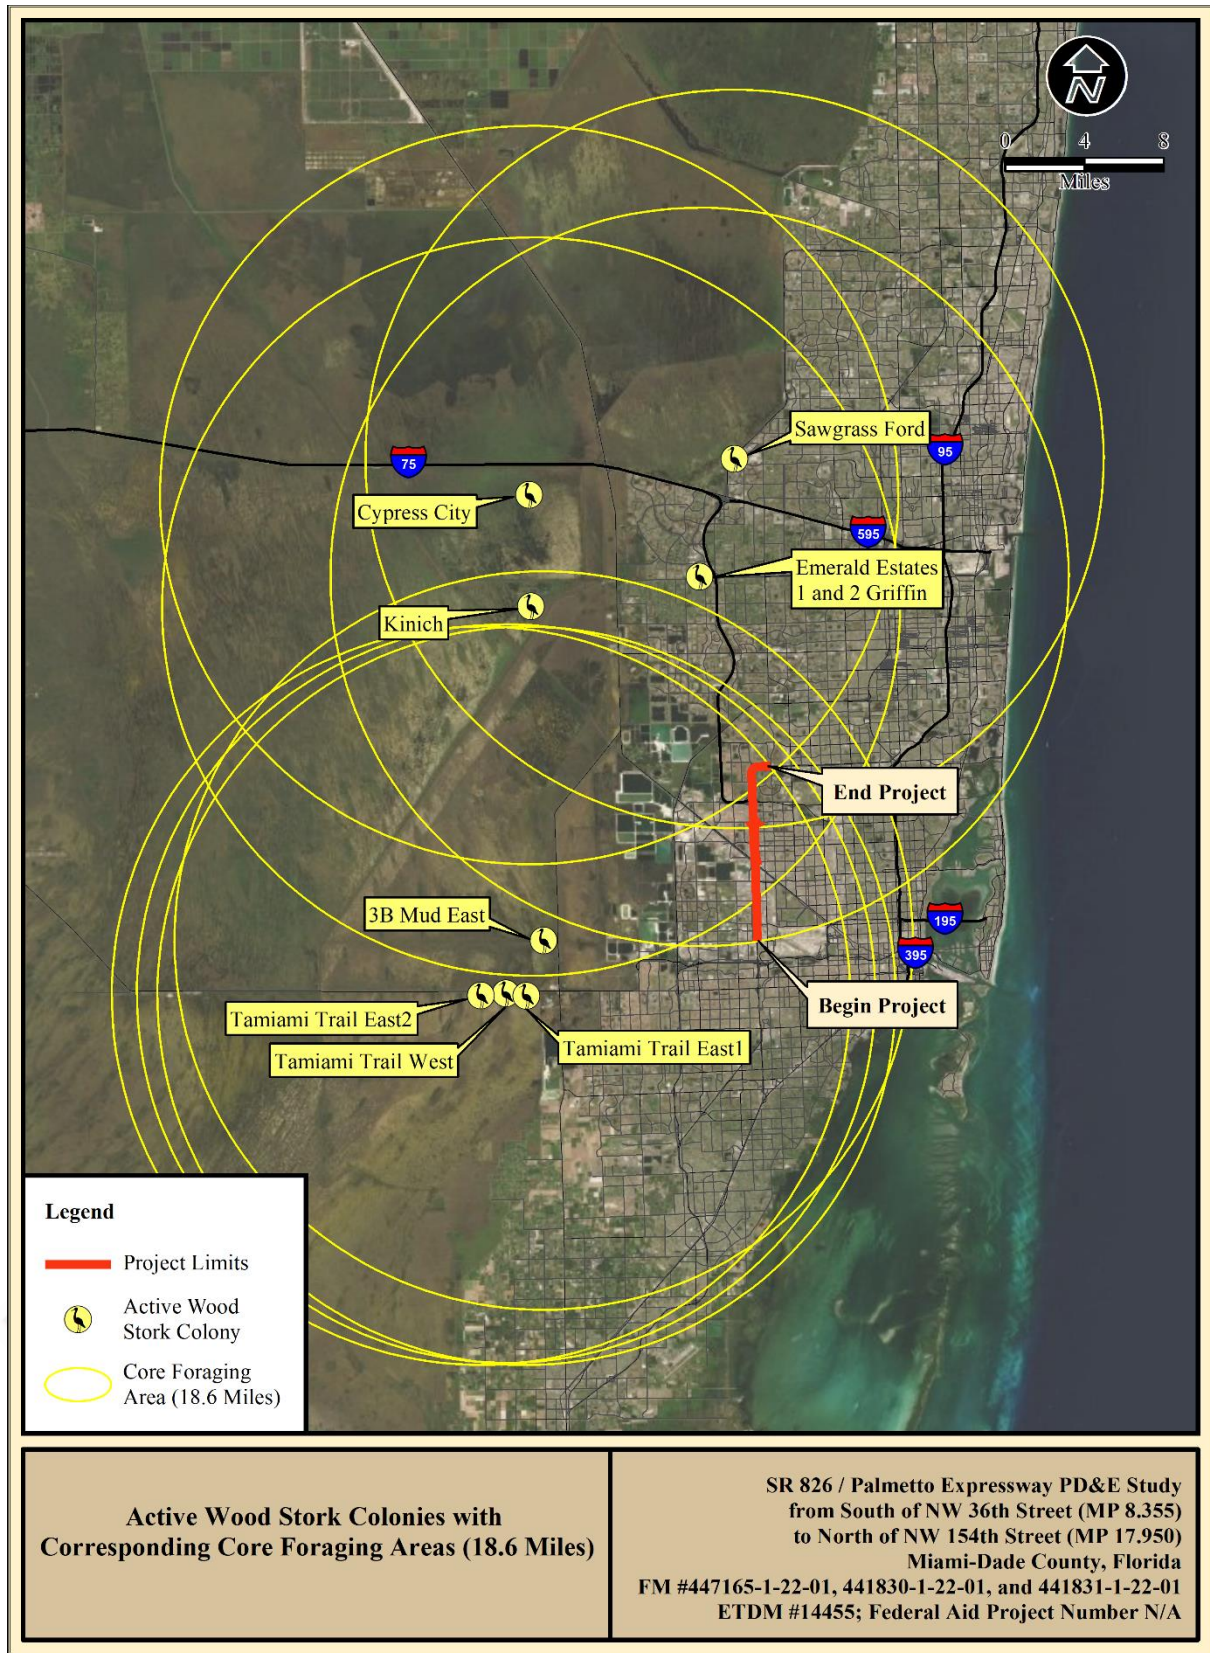 N
0 4 8
Miles
Sawgrass Ford
95
75
Cypress City
595
Emerald Estates
1 and 2 Griffin
Kinich
End Project
3B Mud East
195
395
Begin Project
Tamiami Trail East2
Tamiami Trail West
Tamiami Trail East1
Legend
Project Limits
Active Wood
Stork Colony
Core Foraging
Area (18.6 Miles)
Active Wood Stork Colonies with
Corresponding Core Foraging Areas (18.6 Miles)
SR 826 / Palmetto Expressway PD&E Study
from South of NW 36th Street (MP 8.355)
to North of NW 154th Street (MP 17.950)
Miami-Dade County, Florida
FM #447165-1-22-01, 441830-1-22-01, and 441831-1-22-01
ETDM #14455; Federal Aid Project Number N/A